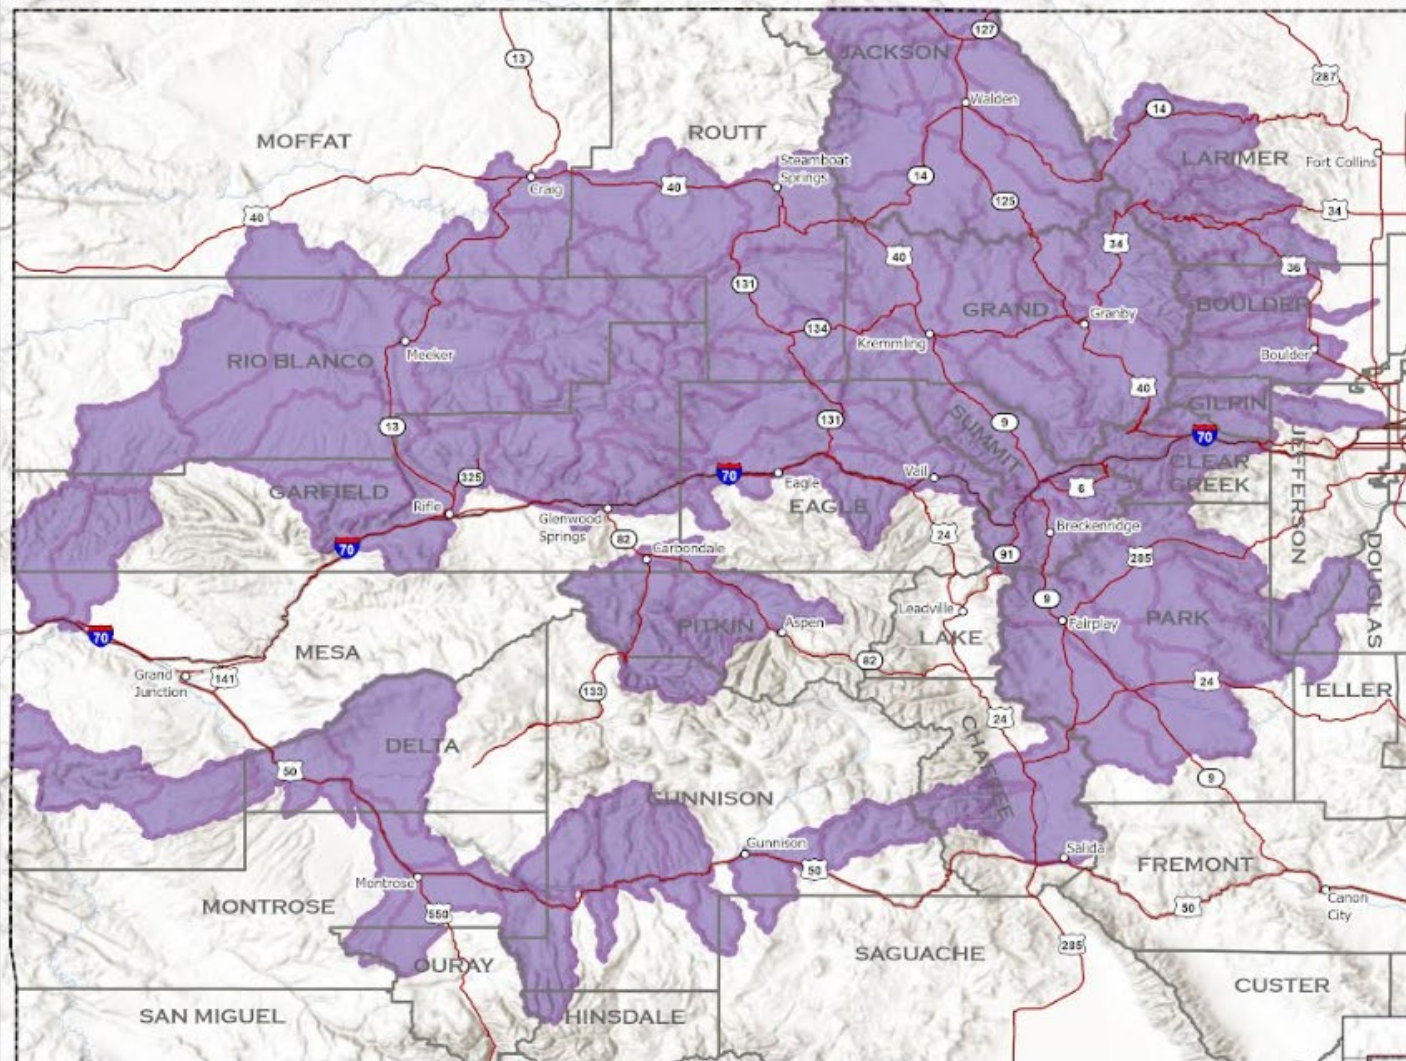 127
JACKSON
13
287
Walden
14
MOFFAT
ROUTT
Steamboat
Springs
LARIMER
Fort Collins
Craig
40
14
125
34
40
34
40
36
131
BOULDER
GRAND
Granby
134
Kremmling
RIO BLANCO
Meeker
Boulder
40
GILPIN
13
131
SUMMIT
9
70
JEFFERSON
CLEAR
CREEK
325
70
Eagle
Vail
6
GARFIELD
Rifle
EAGLE
Glenwood
Springs
Breckenridge
70
82
Carbondale
24
91
285
DOUGLAS
9
Leadville
PARK
70
PITKIN
Aspen
LAKE
Fairplay
MESA
82
Grand
Junction
141
133
24
TELLER
24
DELTA
CHAFFEE
50
9
GUNNISON
Gunnison
Salida
50
FREMONT
Montrose
Canon
City
MONTROSE
550
50
285
SAGUACHE
OURAY
CUSTER
SAN MIGUEL
HINSDALE